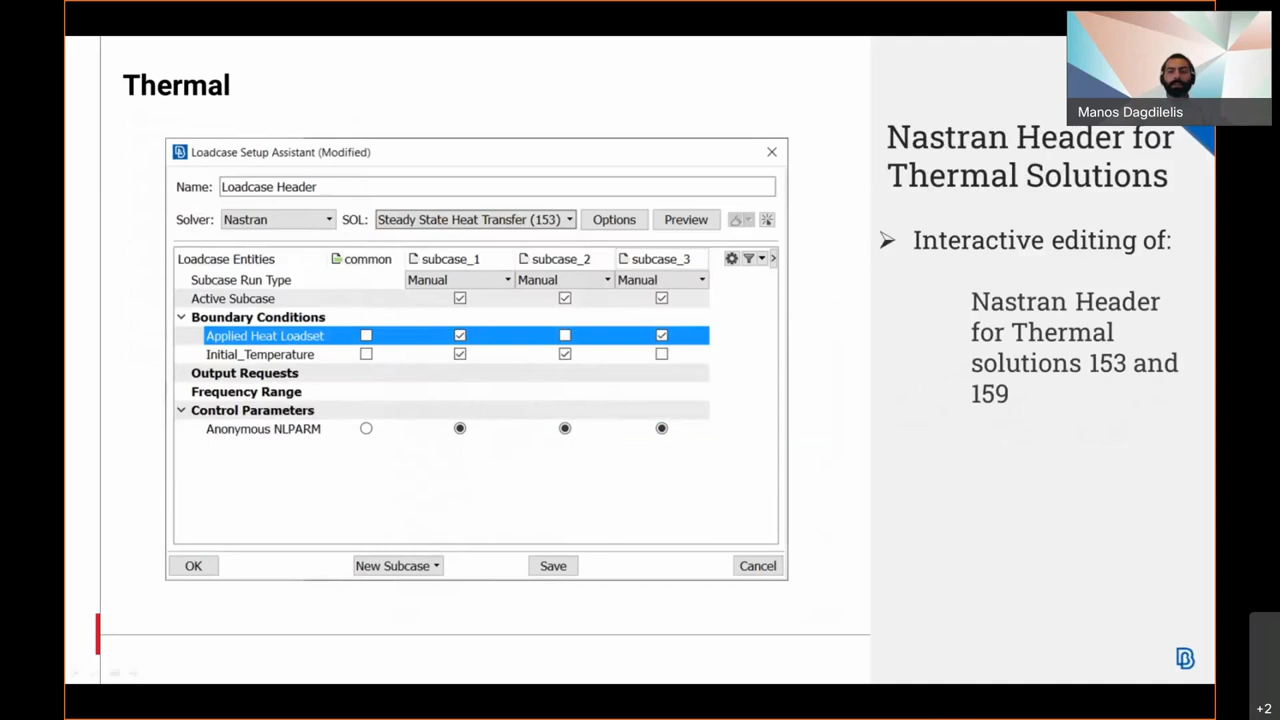 Thermal
Loadcase Setup Assistant (Modified)
Name: Loadcase Header
Solver: Nastran SOL: Steady State Heat Transfer (153) Options Preview
Loadcase Entities common subcase_1 subcase_2 subcase_3
Subcase Run Type Manual Manual Manual
Active Subcase
Boundary Conditions
Applied Heat Loadset
Initial_Temperature
Output Requests
Frequency Range
Control Parameters
Anonymous NLPARM
OK New Subcase Save Cancel
Manos Dagdilelis
Nastran Header for
Thermal Solutions
Interactive editing of:
Nastran Header
for Thermal
solutions 153 and
159
+2